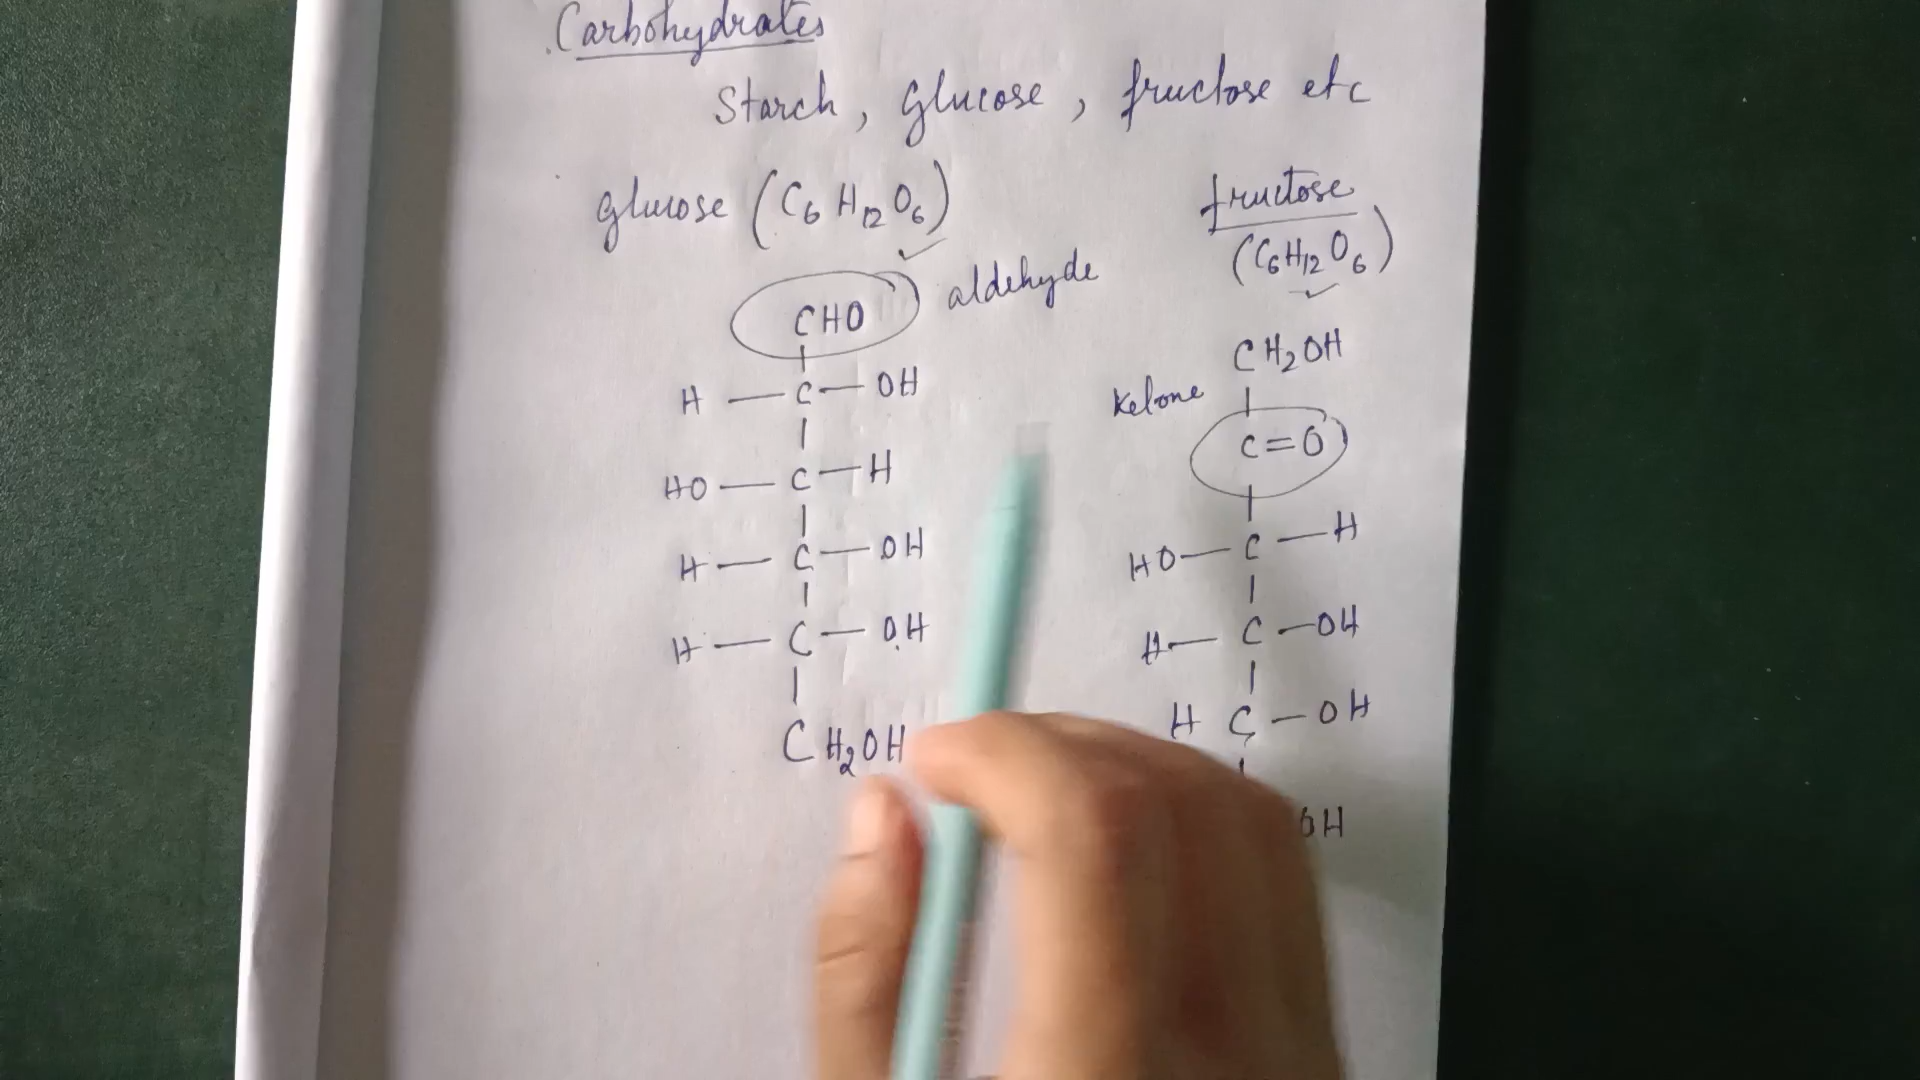 Carbohydrates
Starch, glucose, fructose etc
glucose (C6H12O6)
CHO aldehyde
H — C — OH
HO — C — H
H — C — OH
H — C — OH
CH2OH
fructose
(C6H12O6)
CH2OH
Ketone
C=O
HO — C — H
H — C — OH
H C — OH
OH